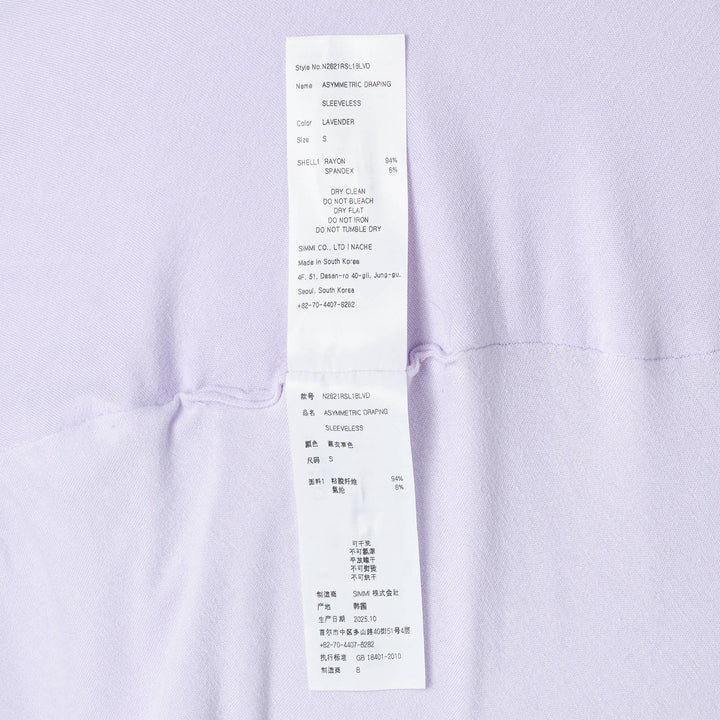 Style No. N2621RSL18LVD
Name ASYMMETRIC DRAPING
SLEEVELESS
Color LAVENDER
Size S
SHELL1 RAYON 94%
SPANDEX 6%
DRY CLEAN
DO NOT BLEACH
DRY FLAT
DO NOT IRON
DO NOT TUMBLE DRY
SIMMI CO., LTD | NACHE
Made in South Korea
4F, 51, Dasan-ro 40-gil, Jung-gu,
Seoul, South Korea
+82-70-4407-6262
款号 N2621RSL18LVD
品名 ASYMMETRIC DRAPING
SLEEVELESS
颜色 薰衣草色
尺码 S
面料1 粘胶纤维 94%
氨纶 6%
可干洗
不可氯漂
平放晾干
不可熨烫
不可烘干
制造商 SIMMI 株式会社
产地 韩国
生产日期 2025.10
首尔市中区多山路40街51号4层
+82-70-4407-6262
执行标准 GB 18401-2010
制造商 B